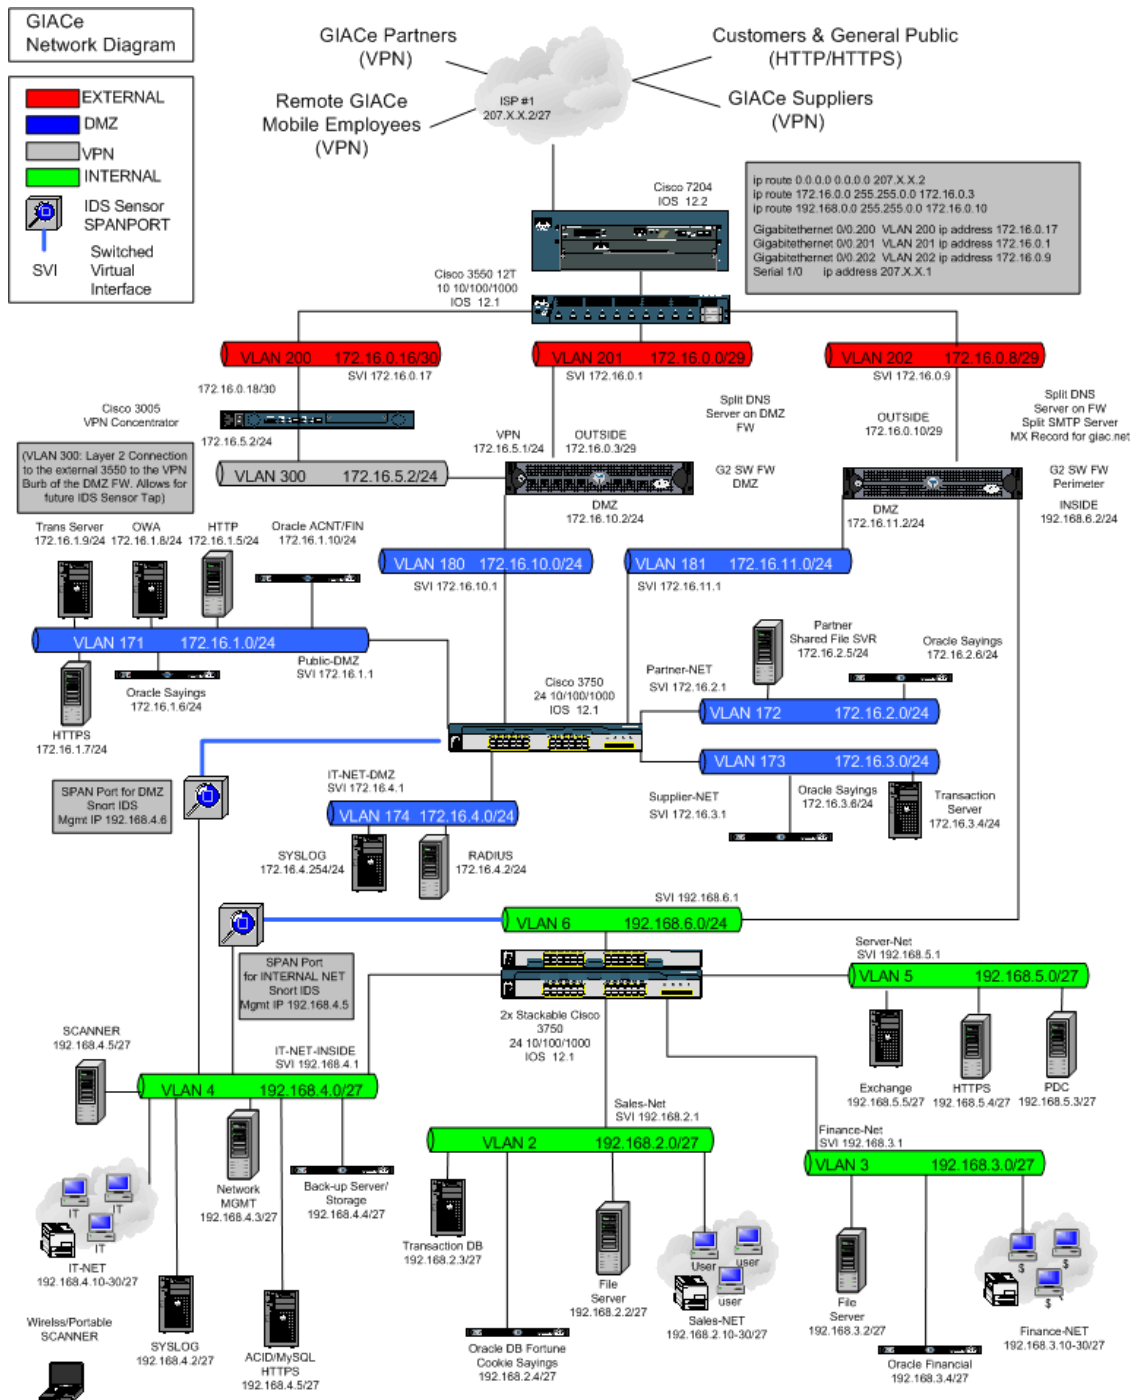 GIACe
Network Diagram
EXTERNAL
DMZ
VPN
INTERNAL
IDS Sensor
SPANPORT
SVI
Switched
Virtual
Interface
GIACe Partners
(VPN)
Customers & General Public
(HTTP/HTTPS)
Remote GIACe
Mobile Employees
(VPN)
ISP #1
207.X.X.2/27
GIACe Suppliers
(VPN)
Cisco 7204
IOS 12.2
ip route 0.0.0.0 0.0.0.0 207.X.X.2
ip route 172.16.0.0 255.255.0.0 172.16.0.3
ip route 192.168.0.0 255.255.0.0 172.16.0.10
Gigabitethernet 0/0.200 VLAN 200 ip address 172.16.0.17
Gigabitethernet 0/0.201 VLAN 201 ip address 172.16.0.1
Gigabitethernet 0/0.202 VLAN 202 ip address 172.16.0.9
Serial 1/0 ip address 207.X.X.1
Cisco 3550 12T
10 10/100/1000
IOS 12.1
VLAN 200 172.16.0.16/30
SVI 172.16.0.17
VLAN 201 172.16.0.0/29
SVI 172.16.0.1
VLAN 202 172.16.0.8/29
SVI 172.16.0.9
172.16.0.18/30
Cisco 3005
VPN Concentrator
172.16.5.2/24
Split DNS
Server on DMZ
FW
Split DNS
Server on FW
Split SMTP Server
MX Record for giac.net
VPN
172.16.5.1/24
OUTSIDE
172.16.0.3/29
OUTSIDE
172.16.0.10/29
(VLAN 300: Layer 2 Connection
to the external 3550 to the VPN
Burb of the DMZ FW. Allows for
future IDS Sensor Tap)
VLAN 300 172.16.5.2/24
G2 SW FW
DMZ
G2 SW FW
Perimeter
DMZ
172.16.10.2/24
DMZ
172.16.11.2/24
INSIDE
192.168.6.2/24
Trans Server
172.16.1.9/24
OWA
172.16.1.8/24
HTTP
172.16.1.5/24
Oracle ACNT/FIN
172.16.1.10/24
VLAN 180 172.16.10.0/24
SVI 172.16.10.1
VLAN 181 172.16.11.0/24
SVI 172.16.11.1
VLAN 171 172.16.1.0/24
Public-DMZ
SVI 172.16.1.1
HTTPS
172.16.1.7/24
Oracle Sayings
172.16.1.6/24
Partner
Shared File SVR
172.16.2.5/24
Oracle Sayings
172.16.2.6/24
Partner-NET
SVI 172.16.2.1
Cisco 3750
24 10/100/1000
IOS 12.1
VLAN 172 172.16.2.0/24
VLAN 173 172.16.3.0/24
Supplier-NET
SVI 172.16.3.1
Oracle Sayings
172.16.3.6/24
Transaction
Server
172.16.3.4/24
SPAN Port for DMZ
Snort IDS
Mgmt IP 192.168.4.6
IT-NET-DMZ
SVI 172.16.4.1
VLAN 174 172.16.4.0/24
SYSLOG
172.16.4.254/24
RADIUS
172.16.4.2/24
SVI 192.168.6.1
VLAN 6 192.168.6.0/24
SPAN Port
for INTERNAL NET
Snort IDS
Mgmt IP 192.168.4.5
Server-Net
SVI 192.168.5.1
VLAN 5 192.168.5.0/27
2x Stackable Cisco
3750
24 10/100/1000
IOS 12.1
Exchange
192.168.5.5/27
HTTPS
192.168.5.4/27
PDC
192.168.5.3/27
SCANNER
192.168.4.5/27
IT-NET-INSIDE
SVI 192.168.4.1
VLAN 4 192.168.4.0/27
Sales-Net
SVI 192.168.2.1
VLAN 2 192.168.2.0/27
Finance-Net
SVI 192.168.3.1
VLAN 3 192.168.3.0/27
Network
MGMT
192.168.4.3/27
Back-up Server/
Storage
192.168.4.4/27
IT
IT
IT
IT-NET
192.168.4.10-30/27
Transaction DB
192.168.2.3/27
File
Server
192.168.2.2/27
User
user
user
Sales-NET
192.168.2.10-30/27
File
Server
192.168.3.2/27
$
$
$
Finance-NET
192.168.3.10-30/27
Wirelss/Portable
SCANNER
SYSLOG
192.168.4.2/27
ACID/MySQL
HTTPS
192.168.4.5/27
Oracle DB Fortune
Cookie Sayings
192.168.2.4/27
Oracle Financial
192.168.3.4/27